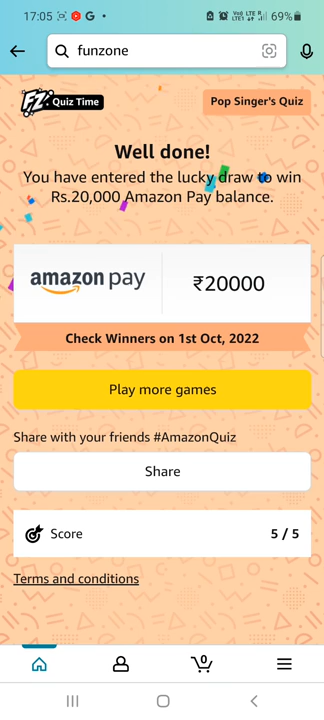 17:05
69%
funzone
FZ Quiz Time
Pop Singer's Quiz
Well done!
You have entered the lucky draw to win
Rs.20,000 Amazon Pay balance.
amazon pay
₹20000
Check Winners on 1st Oct, 2022
Play more games
Share with your friends #AmazonQuiz
Share
Score
5 / 5
Terms and conditions
0